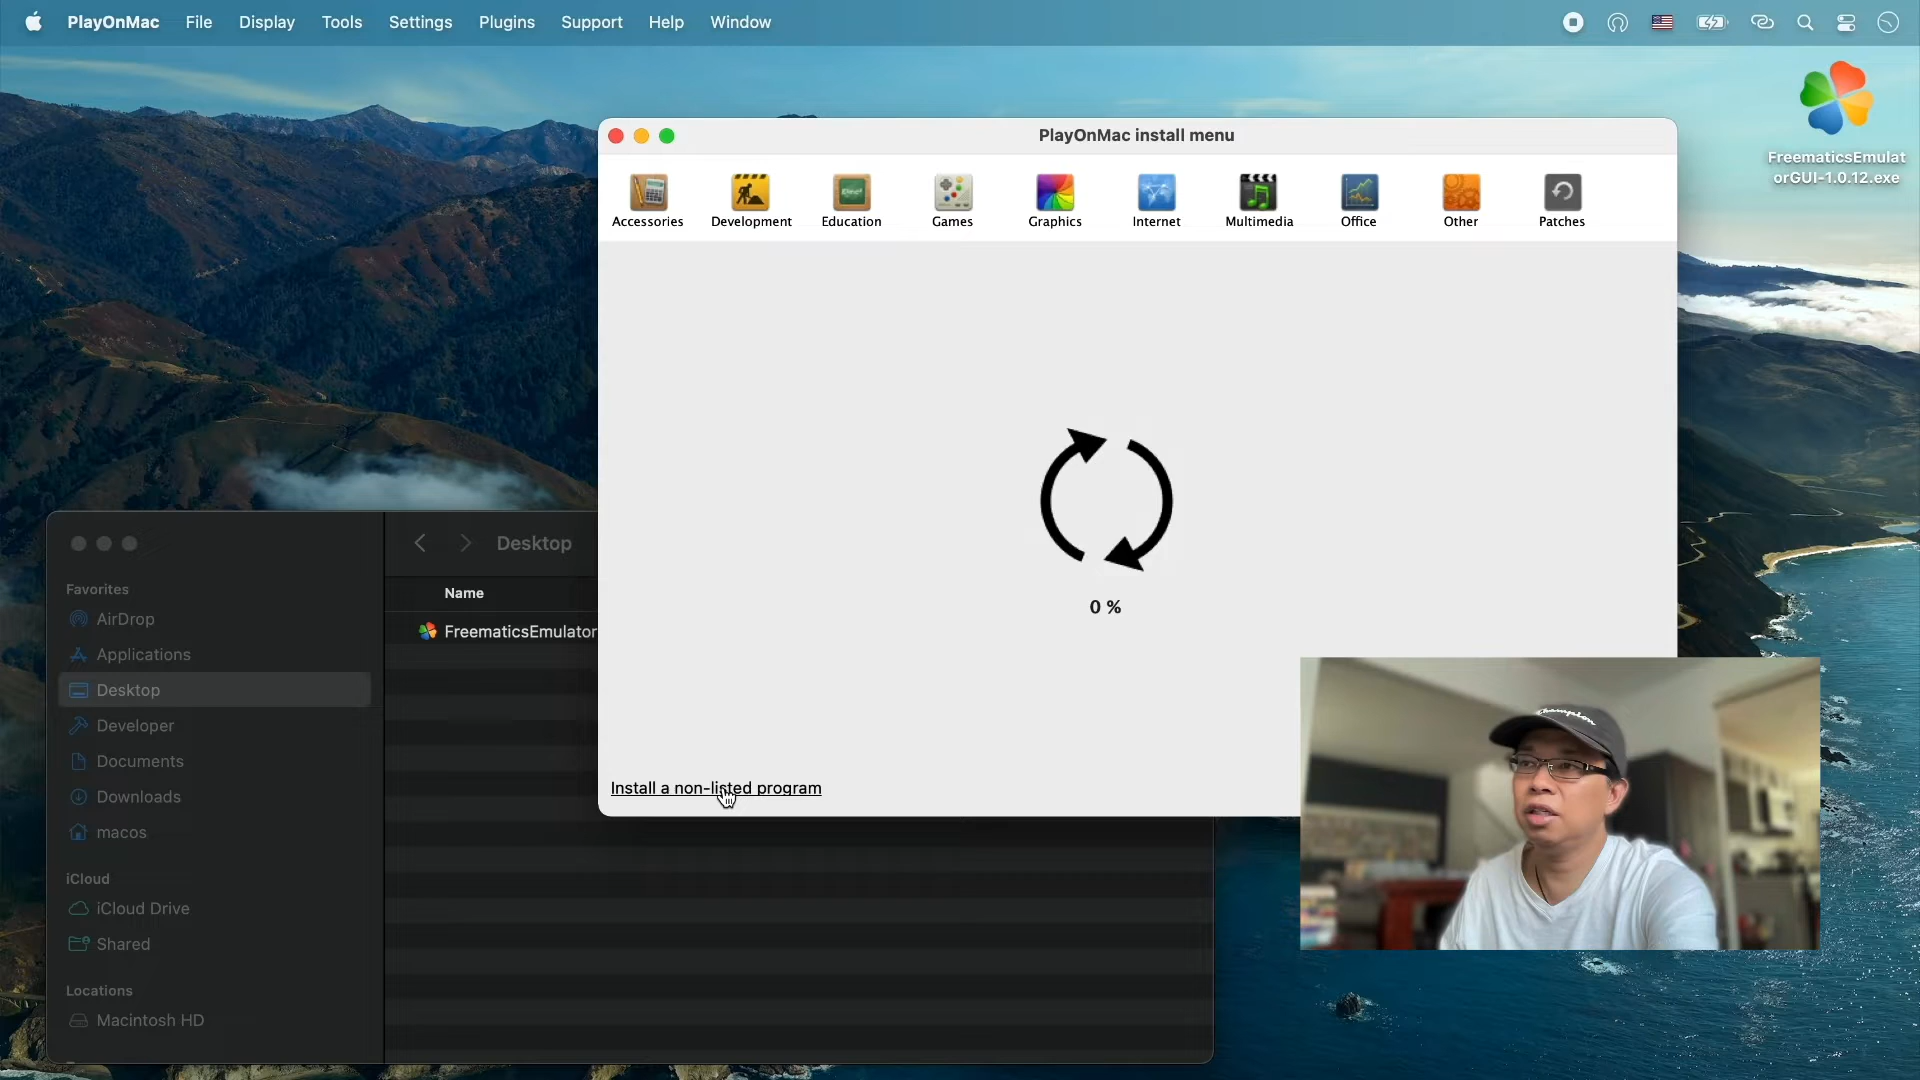 PlayOnMac File Display Tools Settings Plugins Support Help Window
FreematicsEmulat
orGUI-1.0.12.exe
PlayOnMac install menu
Accessories Development Education Games Graphics Internet Multimedia Office Other Patches
0 %
Install a non-listed program
Desktop
Name
FreematicsEmulator
Favorites
AirDrop
Applications
Desktop
Developer
Documents
Downloads
macos
iCloud
iCloud Drive
Shared
Locations
Macintosh HD
Champion